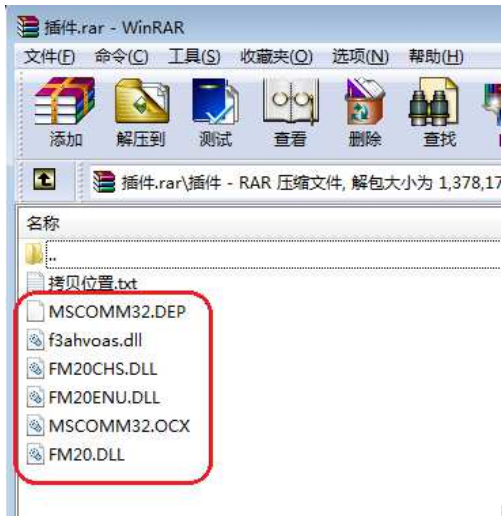 插件.rar - WinRAR
文件(F) 命令(C) 工具(S) 收藏夹(O) 选项(N) 帮助(H)
添加 解压到 测试 查看 删除 查找
插件.rar\插件 - RAR 压缩文件, 解包大小为 1,378,17
名称
..
拷贝位置.txt
MSCOMM32.DEP
f3ahvoas.dll
FM20CHS.DLL
FM20ENU.DLL
MSCOMM32.OCX
FM20.DLL